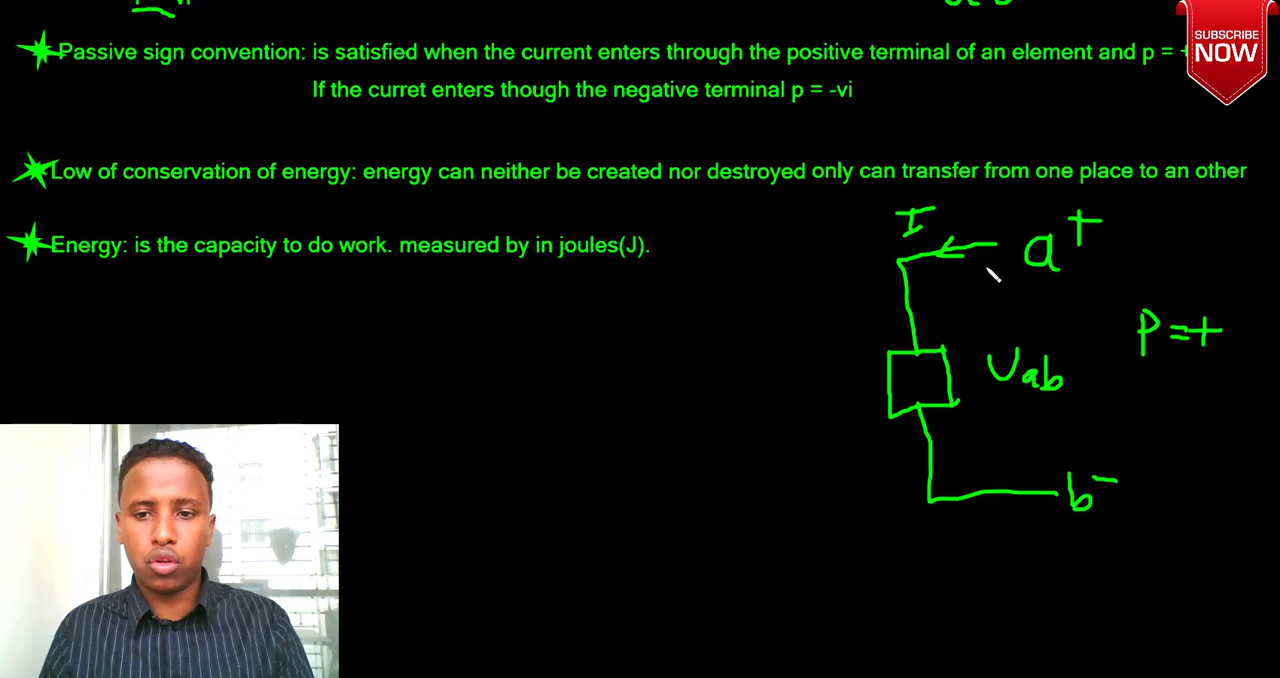 Passive sign convention: is satisfied when the current enters through the positive terminal of an element and p = +
SUBSCRIBE
NOW
If the curret enters though the negative terminal p = -vi
Low of conservation of energy: energy can neither be created nor destroyed only can transfer from one place to an other
Energy: is the capacity to do work. measured by in joules(J).
I
a+
P=+
Vab
b-